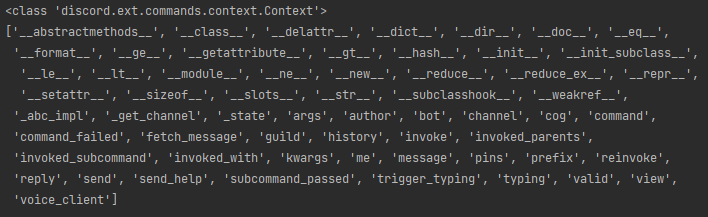 <class 'discord.ext.commands.context.Context'>
['__abstractmethods__', '__class__', '__delattr__', '__dict__', '__dir__', '__doc__', '__eq__',
'__format__', '__ge__', '__getattribute__', '__gt__', '__hash__', '__init__', '__init_subclass__',
'__le__', '__lt__', '__module__', '__ne__', '__new__', '__reduce__', '__reduce_ex__', '__repr__',
'__setattr__', '__sizeof__', '__slots__', '__str__', '__subclasshook__', '__weakref__',
'_abc_impl', '_get_channel', '_state', 'args', 'author', 'bot', 'channel', 'cog', 'command',
'command_failed', 'fetch_message', 'guild', 'history', 'invoke', 'invoked_parents',
'invoked_subcommand', 'invoked_with', 'kwargs', 'me', 'message', 'pins', 'prefix', 'reinvoke',
'reply', 'send', 'send_help', 'subcommand_passed', 'trigger_typing', 'typing', 'valid', 'view',
'voice_client']